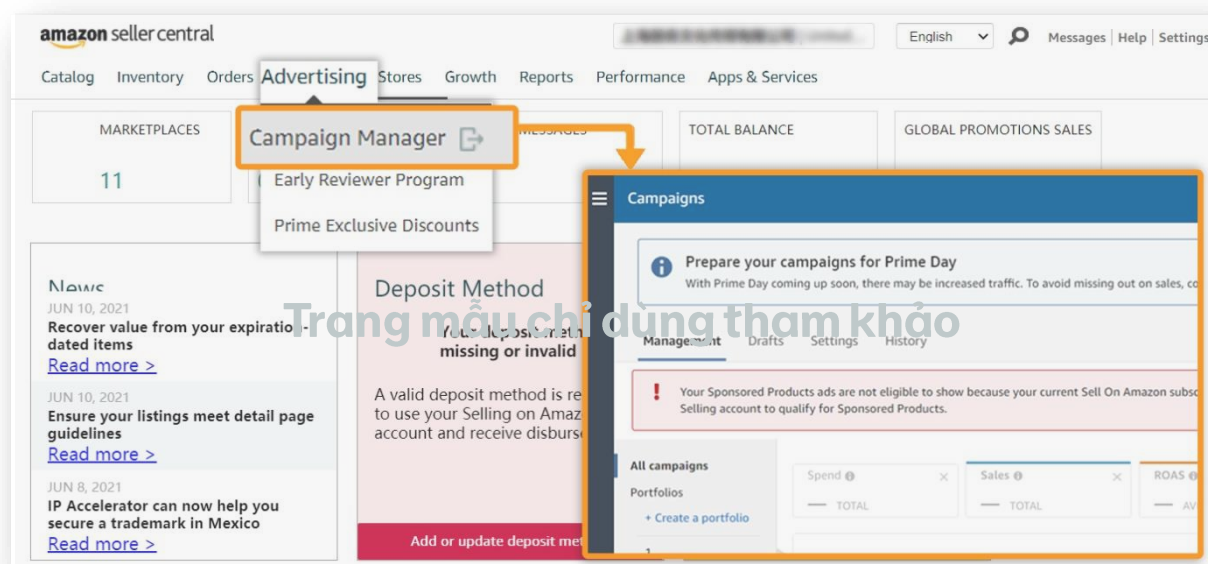 amazon seller central
English
Messages | Help | Settings
Catalog Inventory Orders Advertising Stores Growth Reports Performance Apps & Services
Campaign Manager
Early Reviewer Program
Prime Exclusive Discounts
MARKETPLACES
11
MESSAGES
TOTAL BALANCE
GLOBAL PROMOTIONS SALES
News
JUN 10, 2021
Recover value from your expiration-
dated items
Read more >
JUN 10, 2021
Ensure your listings meet detail page
guidelines
Read more >
JUN 8, 2021
IP Accelerator can now help you
secure a trademark in Mexico
Read more >
Deposit Method
Your deposit meth
missing or invalid
A valid deposit method is re
to use your Selling on Amaz
account and receive disburs
Add or update deposit met
Trang mẫu chỉ dùng tham khảo
Campaigns
Prepare your campaigns for Prime Day
With Prime Day coming up soon, there may be increased traffic. To avoid missing out on sales, co
Management Drafts Settings History
Your Sponsored Products ads are not eligible to show because your current Sell On Amazon subsc
Selling account to qualify for Sponsored Products.
All campaigns
Portfolios
+ Create a portfolio
1
Spend
TOTAL
Sales
TOTAL
ROAS
AV